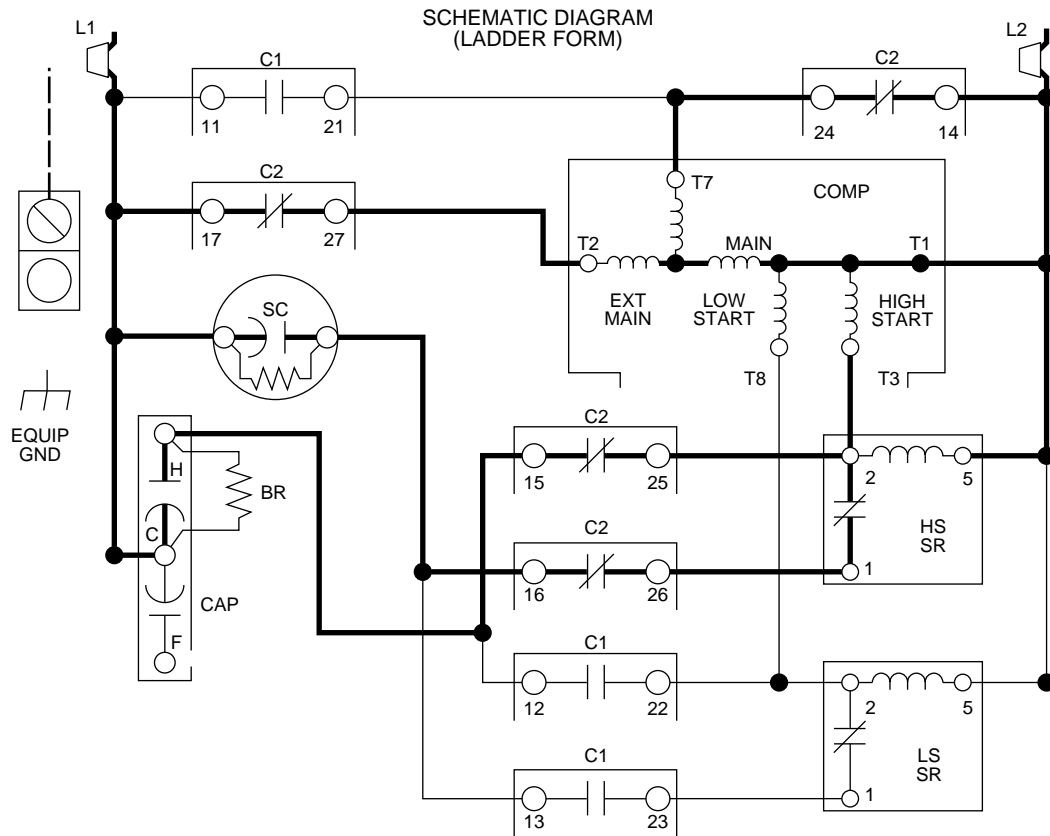 SCHEMATIC DIAGRAM
(LADDER FORM)
L1
L2
C1
11
21
C2
24
14
C2
17
27
COMP
T7
T2
MAIN
T1
EXT
MAIN
LOW
START
HIGH
START
T8
T3
SC
EQUIP
GND
H
BR
C
CAP
F
C2
15
25
2
5
HS
SR
C2
16
26
1
C1
12
22
2
5
LS
SR
C1
13
23
1